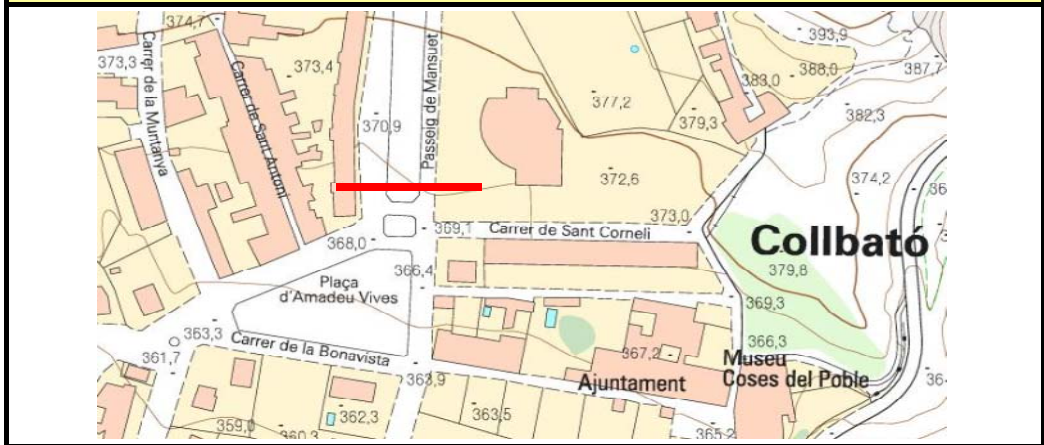 374,7
393,9
373,3
Carrer de la Muntanya
Carrer de Sant Antoni
373,4
Passeig de Mansuet
383,0
388,0
387,7
377,2
370,9
379,3
382,3
372,6
374,2
36
373,0
368,0
369,1
Carrer de Sant Corneli
Collbató
366,4
379,8
Plaça
d'Amadeu Vives
369,3
363,3
361,7
Carrer de la Bonavista
367,2
366,3
Museu
Coses del Poble
363,9
Ajuntament
36
359,0
360,3
362,3
363,5
365,2